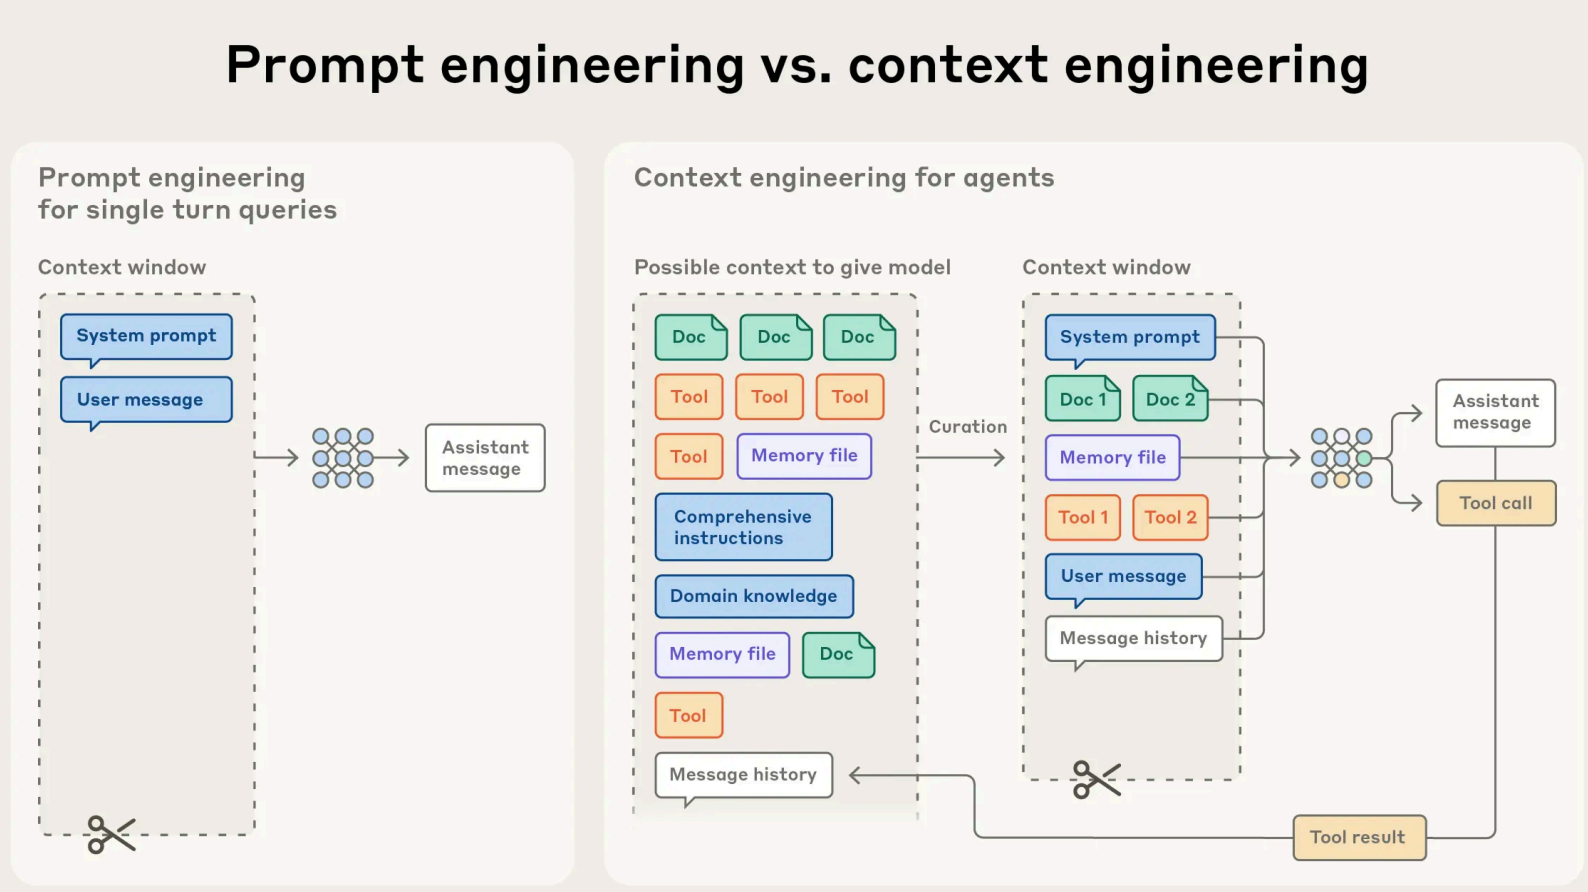 Prompt engineering vs. context engineering
Prompt engineering
for single turn queries
Context window
System prompt
User message
Assistant
message
Context engineering for agents
Possible context to give model
Doc
Doc
Doc
Tool
Tool
Tool
Tool
Memory file
Comprehensive
instructions
Domain knowledge
Memory file
Doc
Tool
Message history
Curation
Context window
System prompt
Doc 1
Doc 2
Memory file
Tool 1
Tool 2
User message
Message history
Assistant
message
Tool call
Tool result